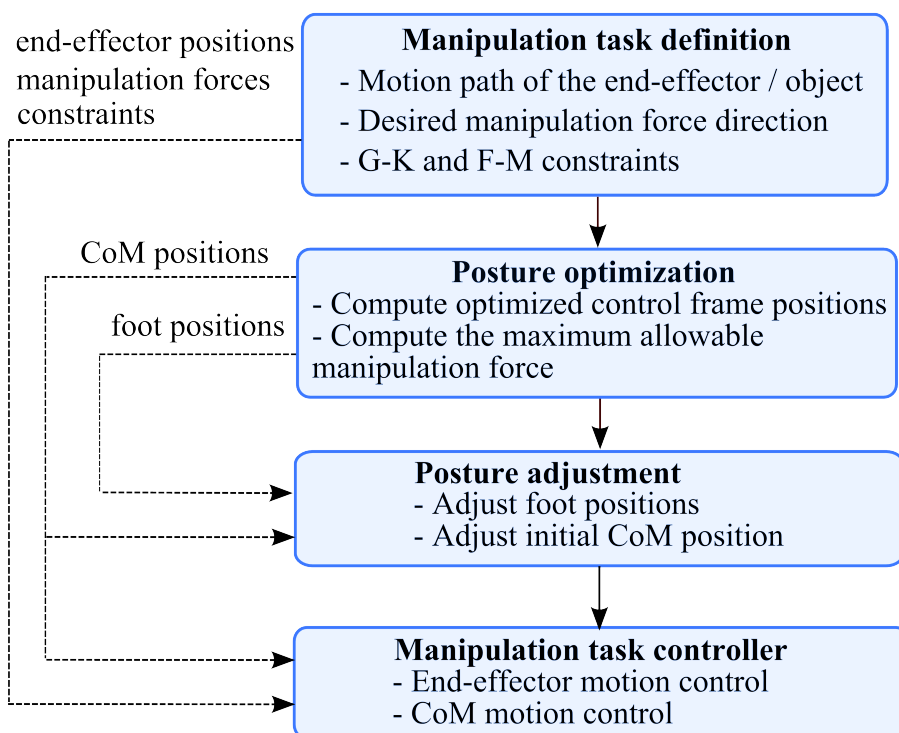 end-effector positions
manipulation forces
constraints
Manipulation task definition
- Motion path of the end-effector / object
- Desired manipulation force direction
- G-K and F-M constraints
CoM positions
foot positions
Posture optimization
- Compute optimized control frame positions
- Compute the maximum allowable
manipulation force
Posture adjustment
- Adjust foot positions
- Adjust initial CoM position
Manipulation task controller
- End-effector motion control
- CoM motion control